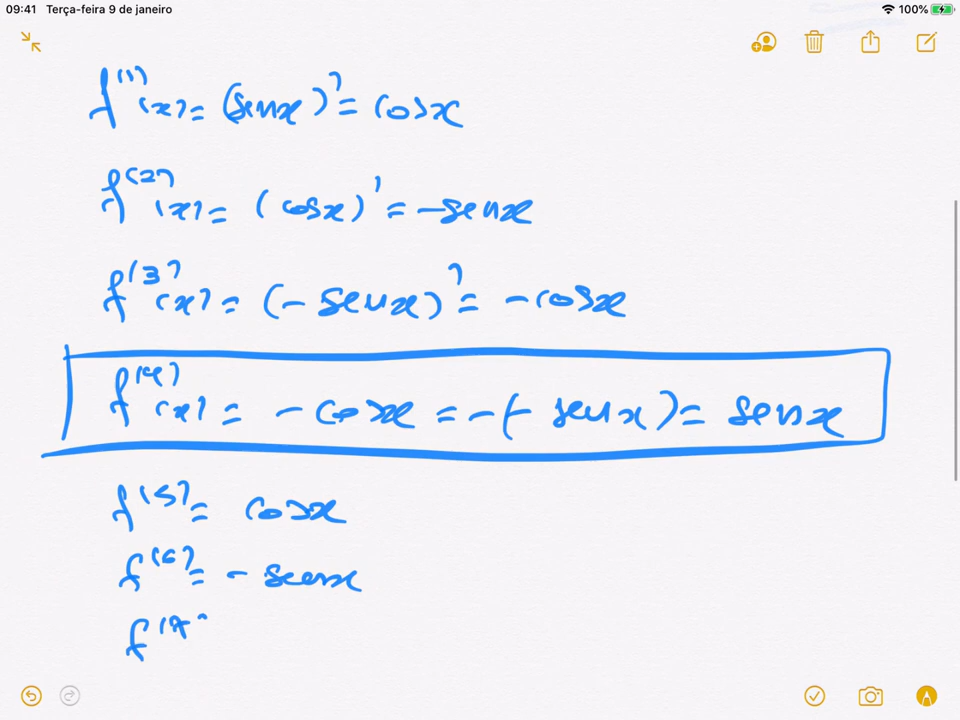 09:41 Terça-feira 9 de janeiro 100%
f⁽¹⁾(x) = (senx)' = cosx
f⁽²⁾(x) = (cosx)' = -senx
f⁽³⁾(x) = (-senx)' = -cosx
f⁽⁴⁾(x) = -cosx = -(-senx) = senx
f⁽⁵⁾ = cosx
f⁽⁶⁾ = -senx
f⁽⁷